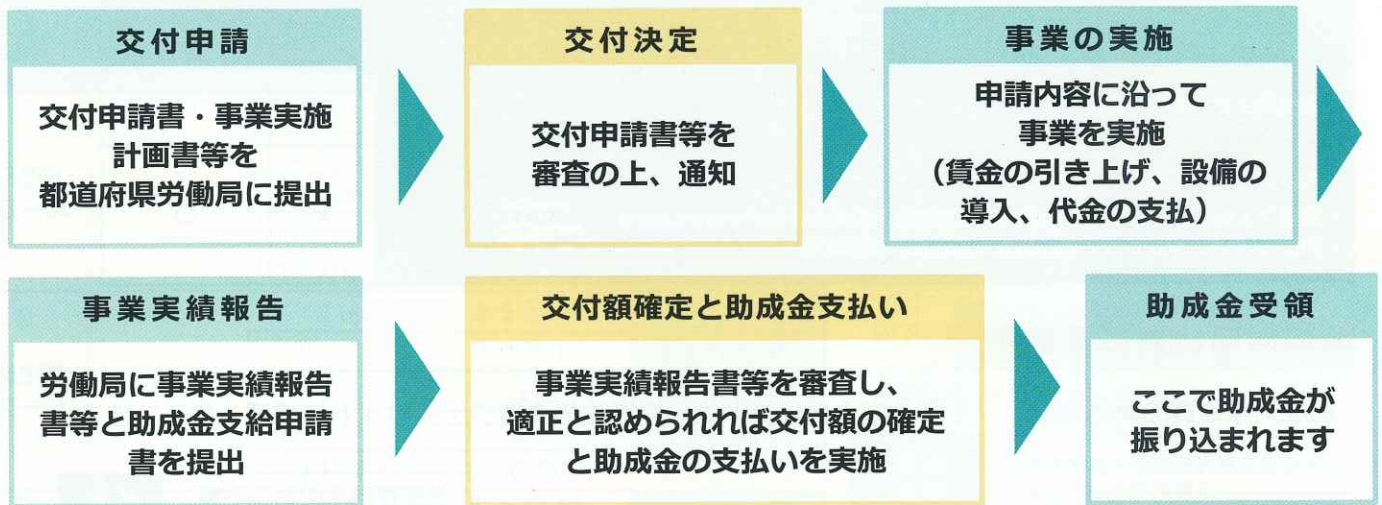 交付申請
交付申請書・事業実施
計画書等を
都道府県労働局に提出
交付決定
交付申請書等を
審査の上、通知
事業の実施
申請内容に沿って
事業を実施
（賃金の引き上げ、設備の
導入、代金の支払）
事業実績報告
労働局に事業実績報告
書等と助成金支給申請
書を提出
交付額確定と助成金支払い
事業実績報告書等を審査し、
適正と認められれば交付額の確定
と助成金の支払いを実施
助成金受領
ここで助成金が
振り込まれます